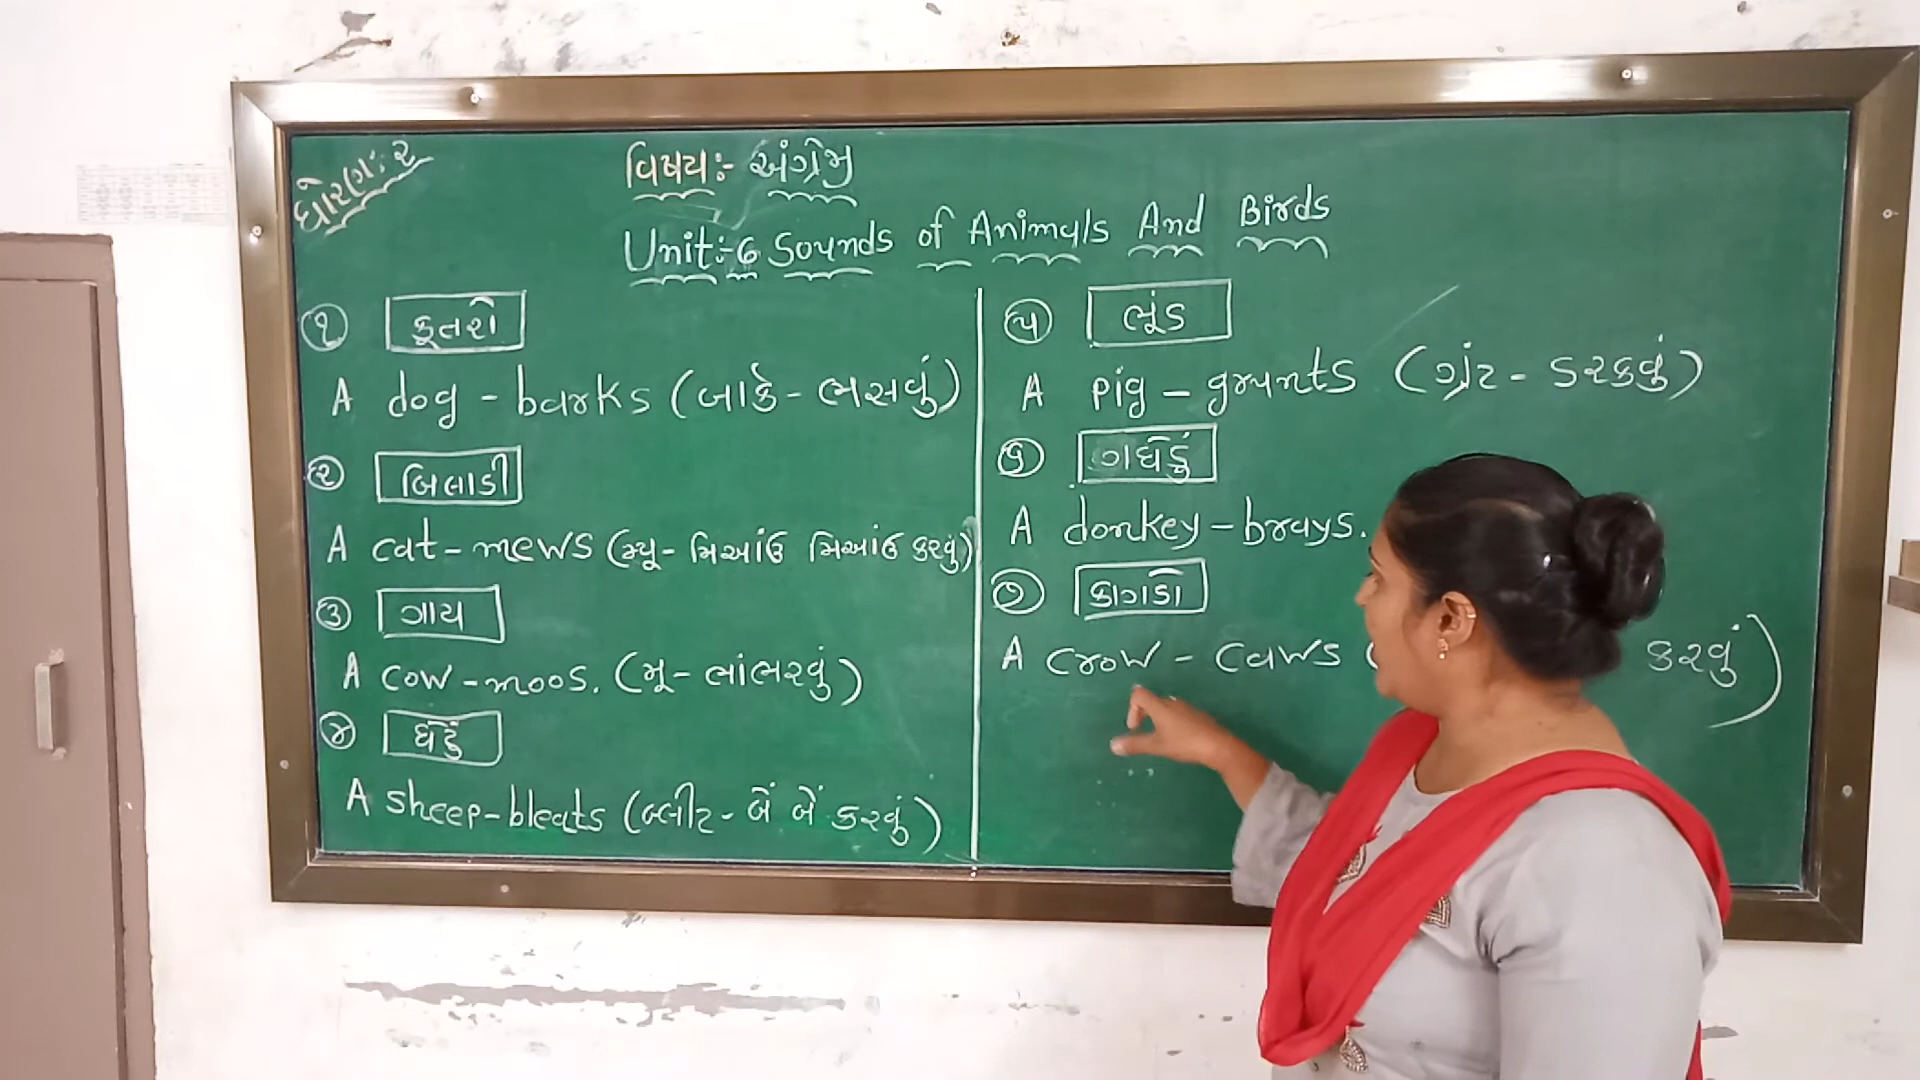 ધોરણ: ૨
વિષય:- અંગ્રેજી
Unit:-6 Sounds of Animals And Birds
૧ કૂતરો
A dog - barks (બાર્ક - ભસવું)
૨ બિલાડી
A cat - mews (મ્યૂ - મિઆંઉ મિઆંઉ કરવું)
૩ ગાય
A cow - moos. (મૂ - ભાંભરવું)
૪ ઘેટું
A sheep - bleats (બ્લીટ - બેં બેં કરવું)
૫ ભૂંડ
A pig - grunts (ગ્રંટ - ડરકવું)
૬ ગધેડું
A donkey - brays.
૭ કાગડો
A crow - caws ( કરવું)